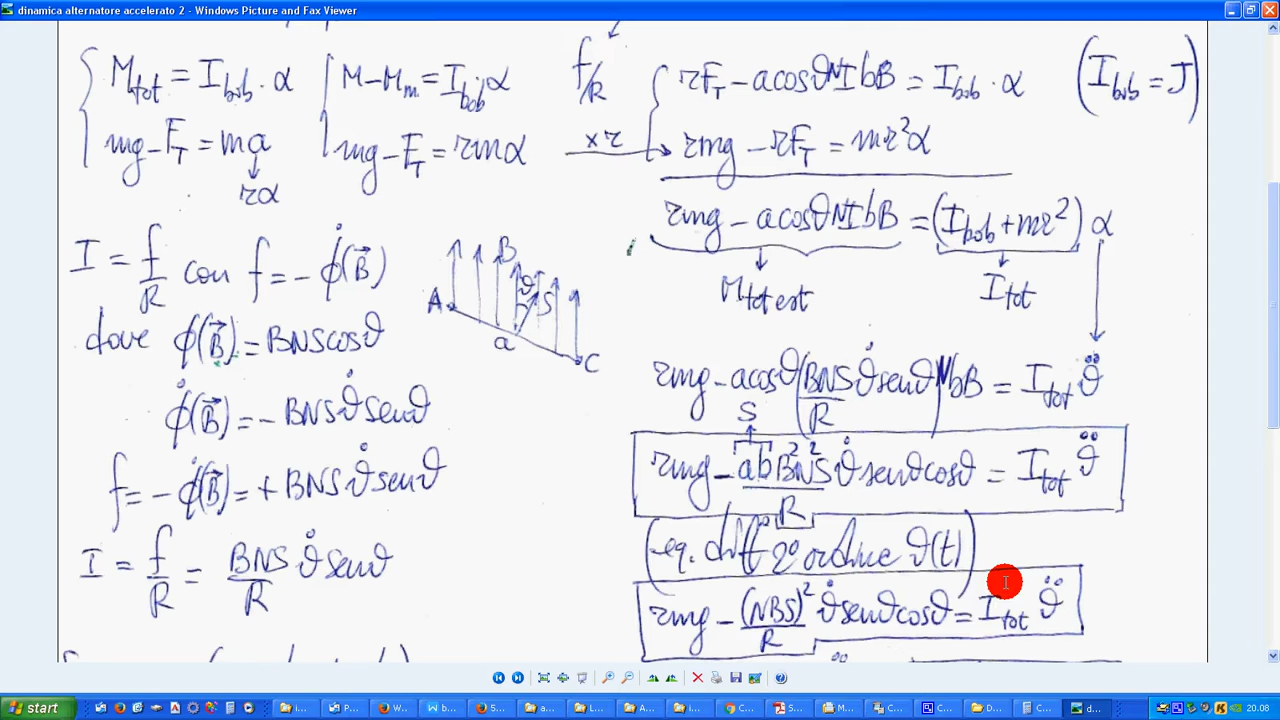 dinamica alternatore accelerato 2 - Windows Picture and Fax Viewer
M_tot = I_bob · α
mg - F_T = ma
rα
M - M_m = I_bob α
mg - F_T = rmα
f/R
x r
rF_T - a cosϑ N I b B = I_bob · α
(I_bob = J)
rmg - rF_T = mr²α
rmg - a cosϑ N I b B = (I_bob + mr²) α
M_tot est
I_tot
I = f/R con f = - φ̇(B⃗)
dove φ(B⃗) = BNS cosϑ
φ̇(B⃗) = - BNS ϑ̇ senϑ
f = - φ̇(B⃗) = + BNS ϑ̇ senϑ
I = f/R = BNS/R ϑ̇ senϑ
A
B
ϑ
S
a
C
rmg - a cosϑ (BNS/R ϑ̇ senϑ) N b B = I_tot ϑ̈
S
rmg - ab B²N²S/R ϑ̇ senϑ cosϑ = I_tot ϑ̈
(eq. diff 2° ordine ϑ(t))
rmg - (NBS)²/R ϑ̇ senϑ cosϑ = I_tot ϑ̈
start
20.08